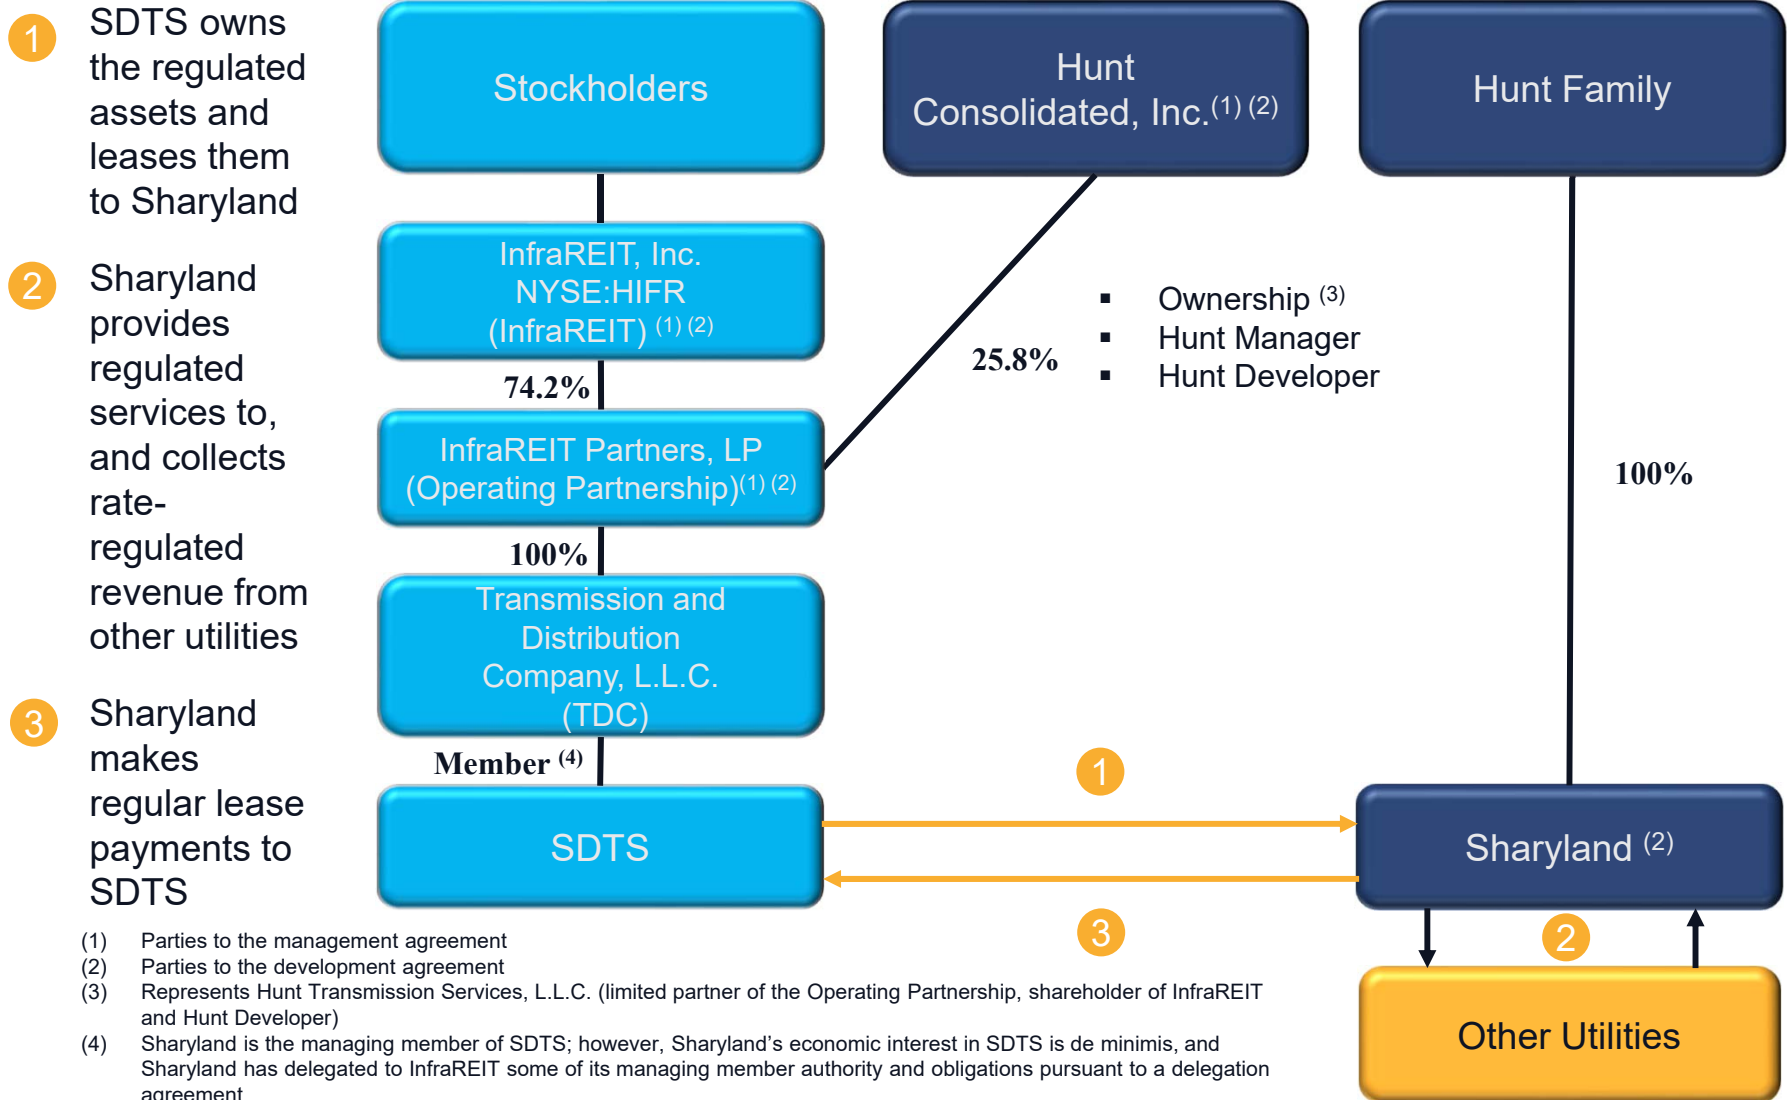 1
SDTS owns
the regulated
assets and
leases them
to Sharyland
2
Sharyland
provides
regulated
services to,
and collects
rate-
regulated
revenue from
other utilities
3
Sharyland
makes
regular lease
payments to
SDTS
Stockholders
Hunt
Consolidated, Inc.(1) (2)
Hunt Family
InfraREIT, Inc.
NYSE:HIFR
(InfraREIT) (1) (2)
74.2%
25.8%
▪ Ownership (3)
▪ Hunt Manager
▪ Hunt Developer
100%
InfraREIT Partners, LP
(Operating Partnership)(1) (2)
100%
Transmission and
Distribution
Company, L.L.C.
(TDC)
Member (4)
SDTS
1
3
Sharyland (2)
2
Other Utilities
(1) Parties to the management agreement
(2) Parties to the development agreement
(3) Represents Hunt Transmission Services, L.L.C. (limited partner of the Operating Partnership, shareholder of InfraREIT
and Hunt Developer)
(4) Sharyland is the managing member of SDTS; however, Sharyland’s economic interest in SDTS is de minimis, and
Sharyland has delegated to InfraREIT some of its managing member authority and obligations pursuant to a delegation
agreement